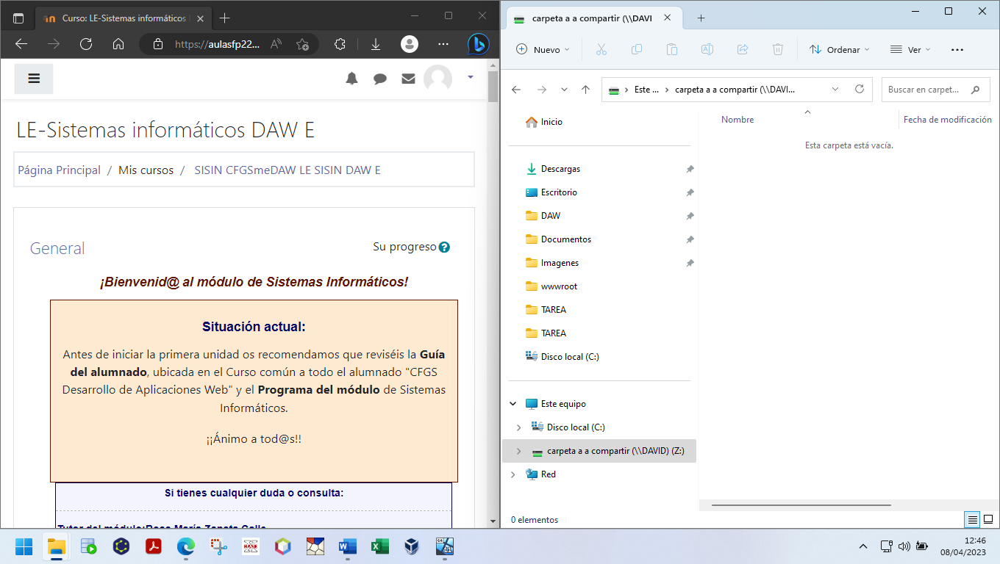 Curso: LE-Sistemas informáticos
https://aulasfp22...
LE-Sistemas informáticos DAW E
Página Principal / Mis cursos / SISIN CFGSmeDAW LE SISIN DAW E
General
Su progreso
¡Bienvenid@ al módulo de Sistemas Informáticos!
Situación actual:
Antes de iniciar la primera unidad os recomendamos que reviséis la Guía
del alumnado, ubicada en el Curso común a todo el alumnado "CFGS
Desarrollo de Aplicaciones Web" y el Programa del módulo de Sistemas
Informáticos.
¡¡Ánimo a tod@s!!
Si tienes cualquier duda o consulta:
carpeta a a compartir (\\DAVI
Nuevo
Ordenar
Ver
Este ... › carpeta a a compartir (\\DAVI...
Buscar en carpet...
Inicio
Descargas
Escritorio
DAW
Documentos
Imagenes
wwwroot
TAREA
TAREA
Disco local (C:)
Este equipo
Disco local (C:)
carpeta a a compartir (\\DAVID) (Z:)
Red
Nombre
Fecha de modificación
Esta carpeta está vacía.
0 elementos
12:46
08/04/2023